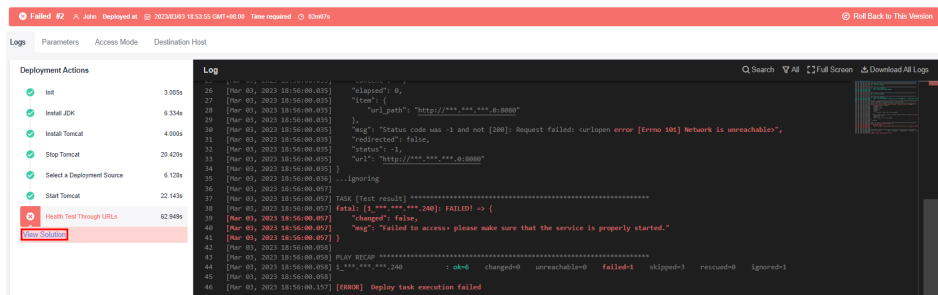 Failed #2 John Deployed at 2023/03/03 18:53:55 GMT+08:00 Time required 02m07s Roll Back to This Version
Logs Parameters Access Mode Destination Host
Deployment Actions
Init 3.085s
Install JDK 6.334s
Install Tomcat 4.000s
Stop Tomcat 20.420s
Select a Deployment Source 6.128s
Start Tomcat 22.143s
Health Test Through URLs 62.949s
View Solution
Log Search All Full Screen Download All Logs
26 [Mar 03, 2023 18:56:00.035] "elapsed": 0,
27 [Mar 03, 2023 18:56:00.035] "item": {
28 [Mar 03, 2023 18:56:00.035] "url_path": "http://***.***.***.0:8080"
29 [Mar 03, 2023 18:56:00.035] },
30 [Mar 03, 2023 18:56:00.035] "msg": "Status code was -1 and not [200]: Request failed: <urlopen error [Errno 101] Network is unreachable>",
31 [Mar 03, 2023 18:56:00.035] "redirected": false,
32 [Mar 03, 2023 18:56:00.035] "status": -1,
33 [Mar 03, 2023 18:56:00.035] "url": "http://***.***.***.0:8080"
34 [Mar 03, 2023 18:56:00.035] }
35 [Mar 03, 2023 18:56:00.036] ...ignoring
36 [Mar 03, 2023 18:56:00.057]
37 [Mar 03, 2023 18:56:00.057] TASK [Test result] **********************************************************
38 [Mar 03, 2023 18:56:00.057] fatal: [1_***.***.***.240]: FAILED! => {
39 [Mar 03, 2023 18:56:00.057] "changed": false,
40 [Mar 03, 2023 18:56:00.057] "msg": "Failed to access, please make sure that the service is properly started."
41 [Mar 03, 2023 18:56:00.057] }
42 [Mar 03, 2023 18:56:00.058]
43 [Mar 03, 2023 18:56:00.058] PLAY RECAP ******************************************************************
44 [Mar 03, 2023 18:56:00.058] 1_***.***.***.240 : ok=6 changed=0 unreachable=0 failed=1 skipped=3 rescued=0 ignored=1
45 [Mar 03, 2023 18:56:00.058]
46 [Mar 03, 2023 18:56:00.157] [ERROR] Deploy task execution failed